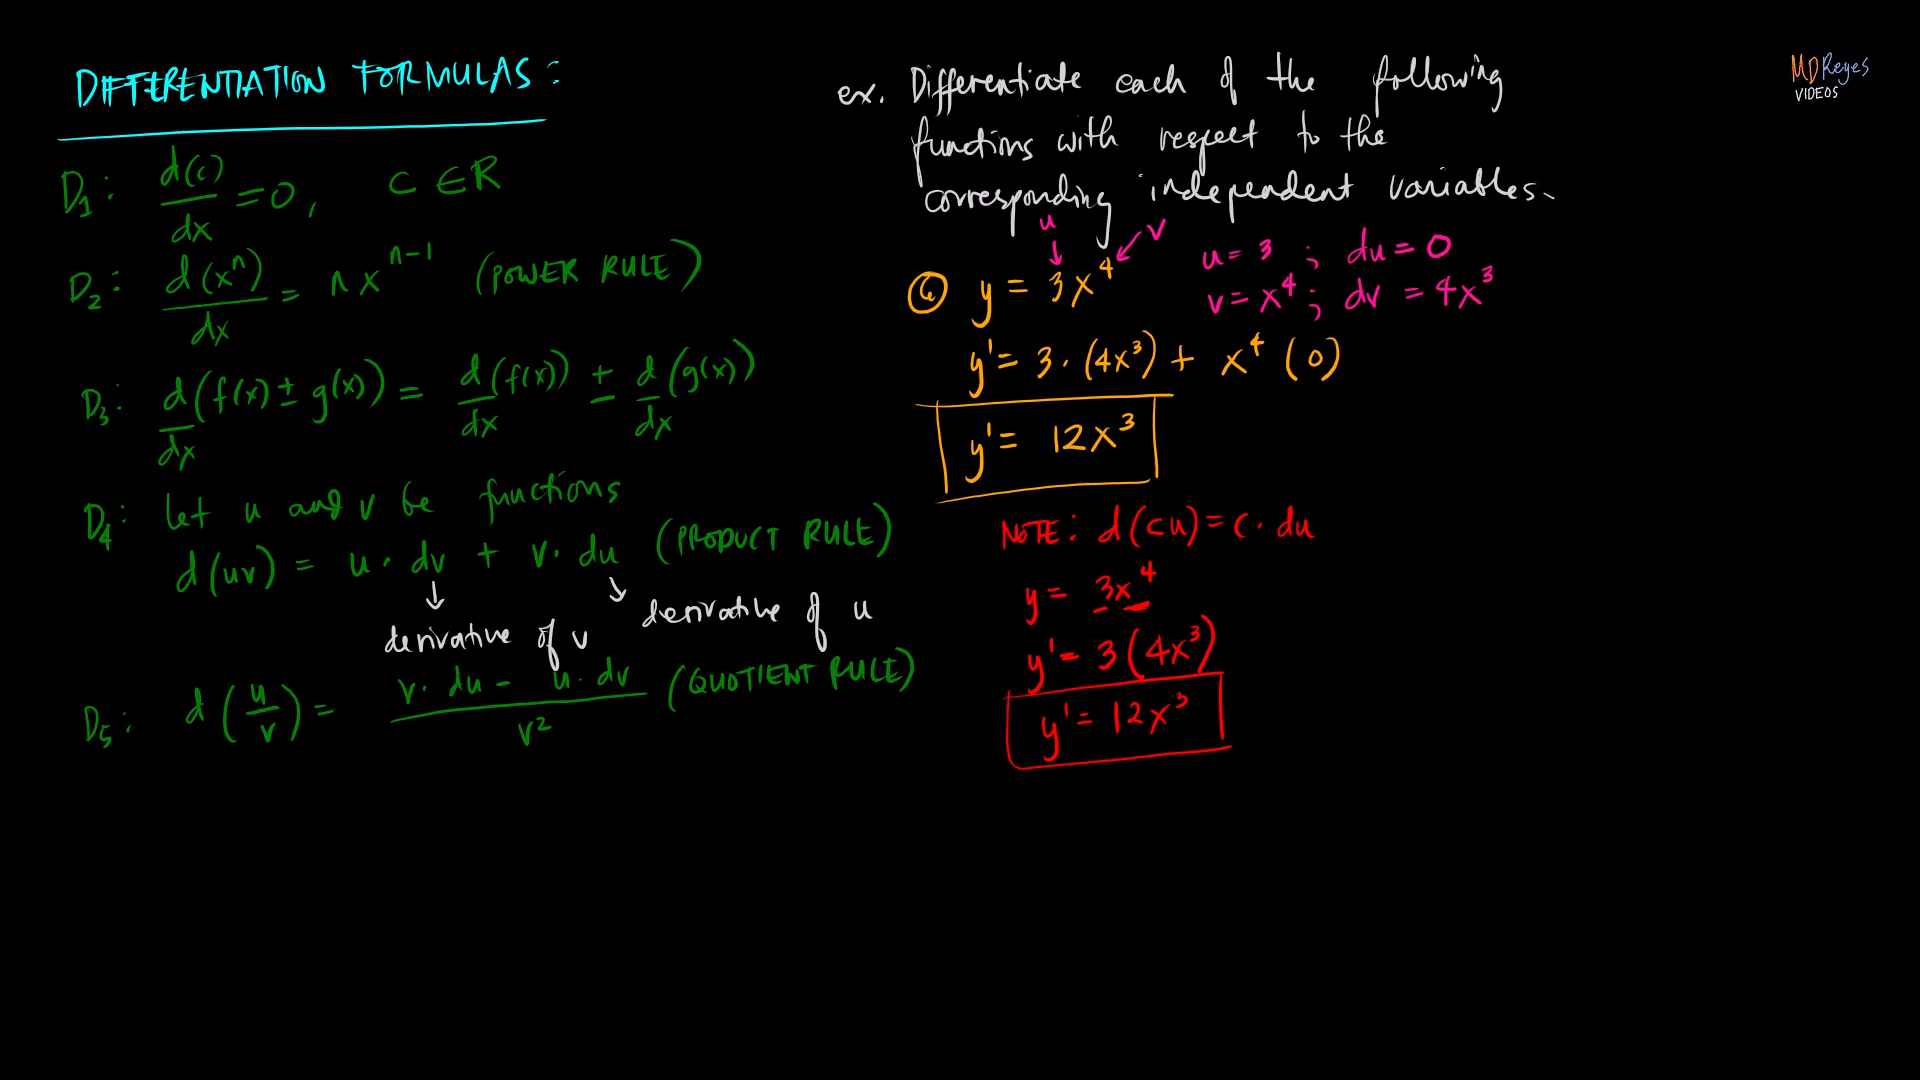 DIFFERENTIATION FORMULAS:
D₁: d(c)/dx = 0, C ∈ R
D₂: d(xⁿ)/dx = n xⁿ⁻¹ (POWER RULE)
D₃: d/dx (f(x) ± g(x)) = d/dx (f(x)) ± d/dx (g(x))
D₄: let u and v be functions
d(uv) = u · dv + v · du (PRODUCT RULE)
↓ derivative of v
↘ derivative of u
D₅: d(u/v) = (v · du - u · dv)/v² (QUOTIENT RULE)
ex. Differentiate each of the following
functions with respect to the
corresponding independent variables.
u v
↓ ↙
⑥ y = 3x⁴
u = 3 ; du = 0
v = x⁴ ; dv = 4x³
y' = 3 · (4x³) + x⁴ (0)
y' = 12x³
NOTE: d(cu) = c · du
y = 3x⁴
y' = 3(4x³)
y' = 12x³
MDReyes
VIDEOS